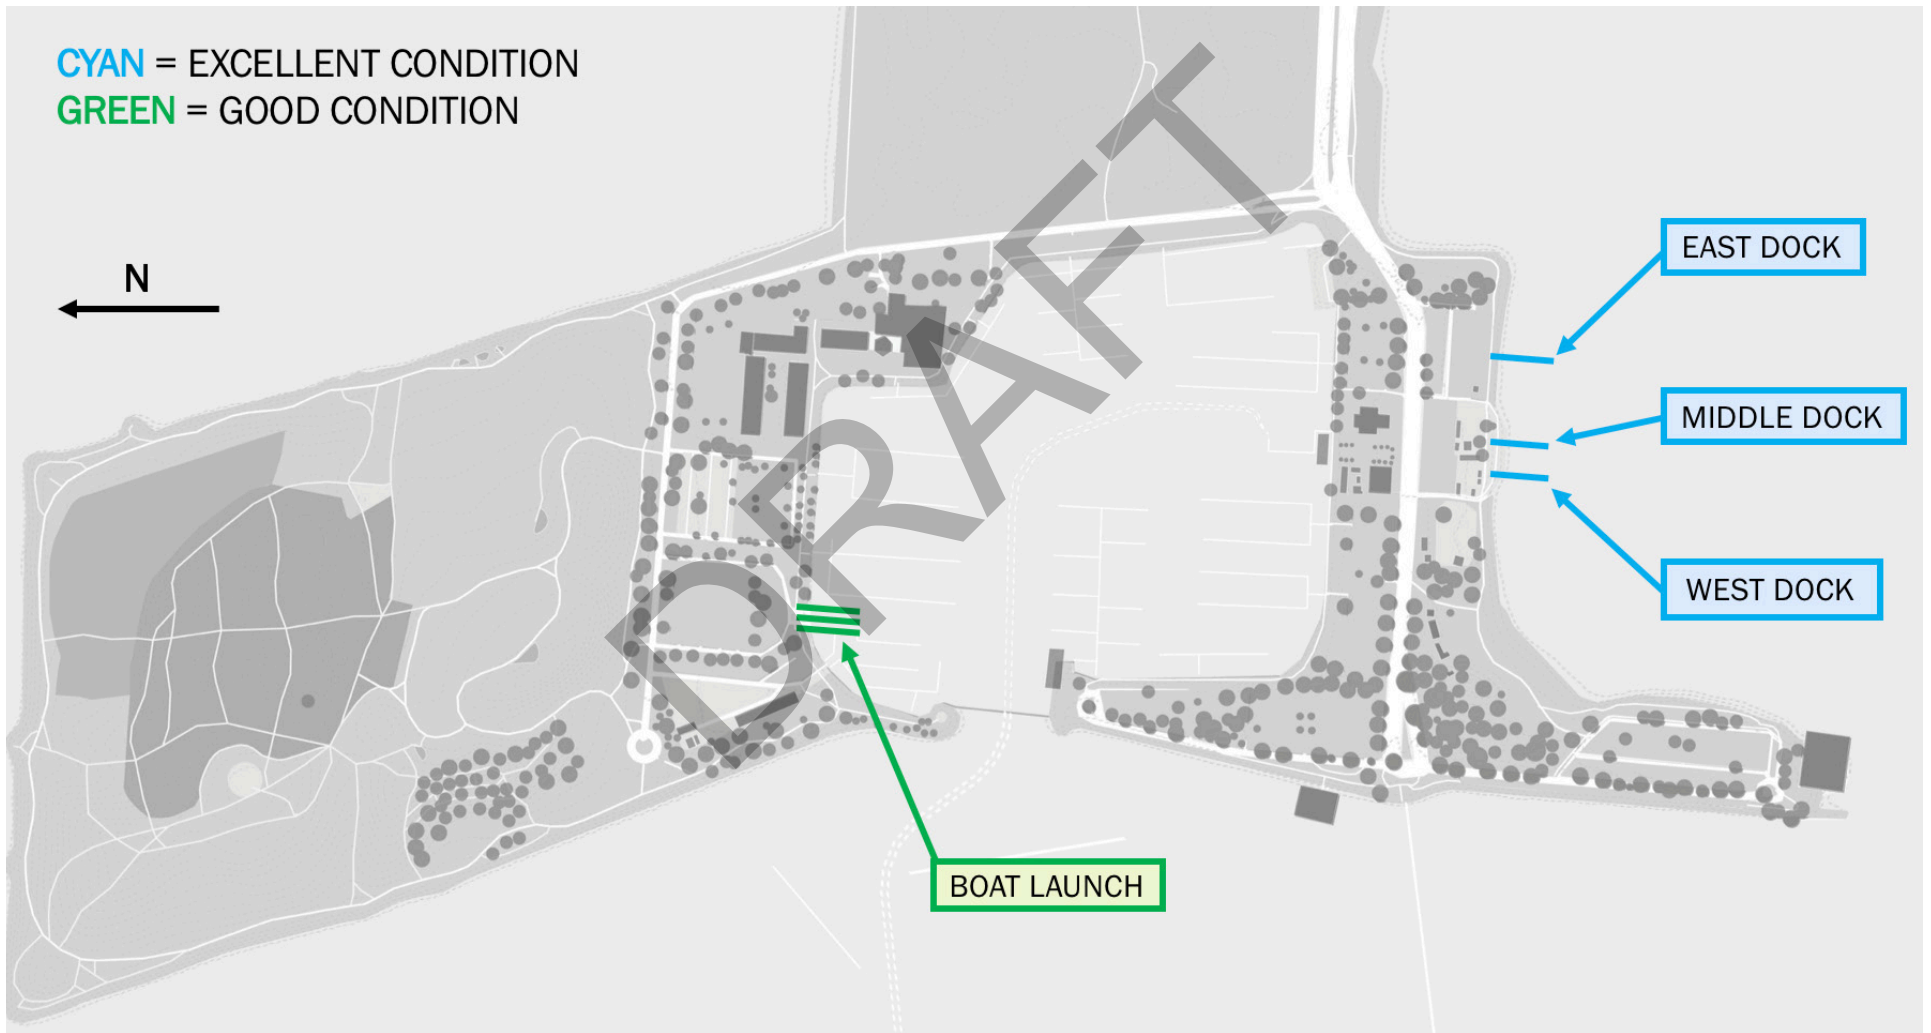 CYAN = EXCELLENT CONDITION
GREEN = GOOD CONDITION
N
EAST DOCK
MIDDLE DOCK
WEST DOCK
BOAT LAUNCH
DRAFT